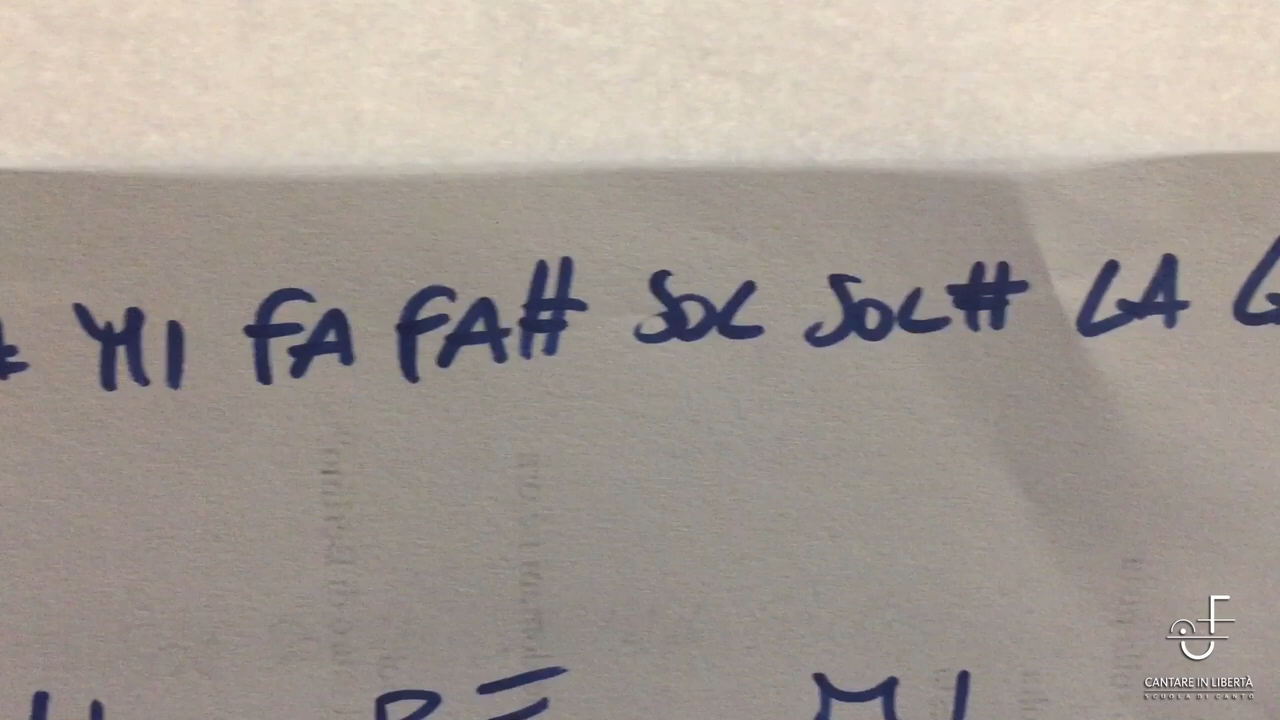 # MI FA FA# SOL SOL# LA
RE MI
CANTARE IN LIBERTÀ
SCUOLA DI CANTO